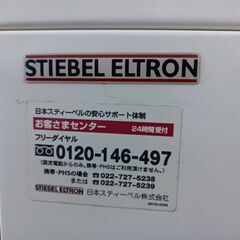 STIEBEL ELTRON
日本スティーベルの安心サポート体制
お客さまセンター 24時間受付
フリーダイヤル
0120-146-497
(固定電話からのみ。携帯・PHSはご利用頂けません)
携帯・PHSの場合 ☎ 022-727-5238
または ☎ 022-727-5239
STIEBEL ELTRON 日本スティーベル株式会社